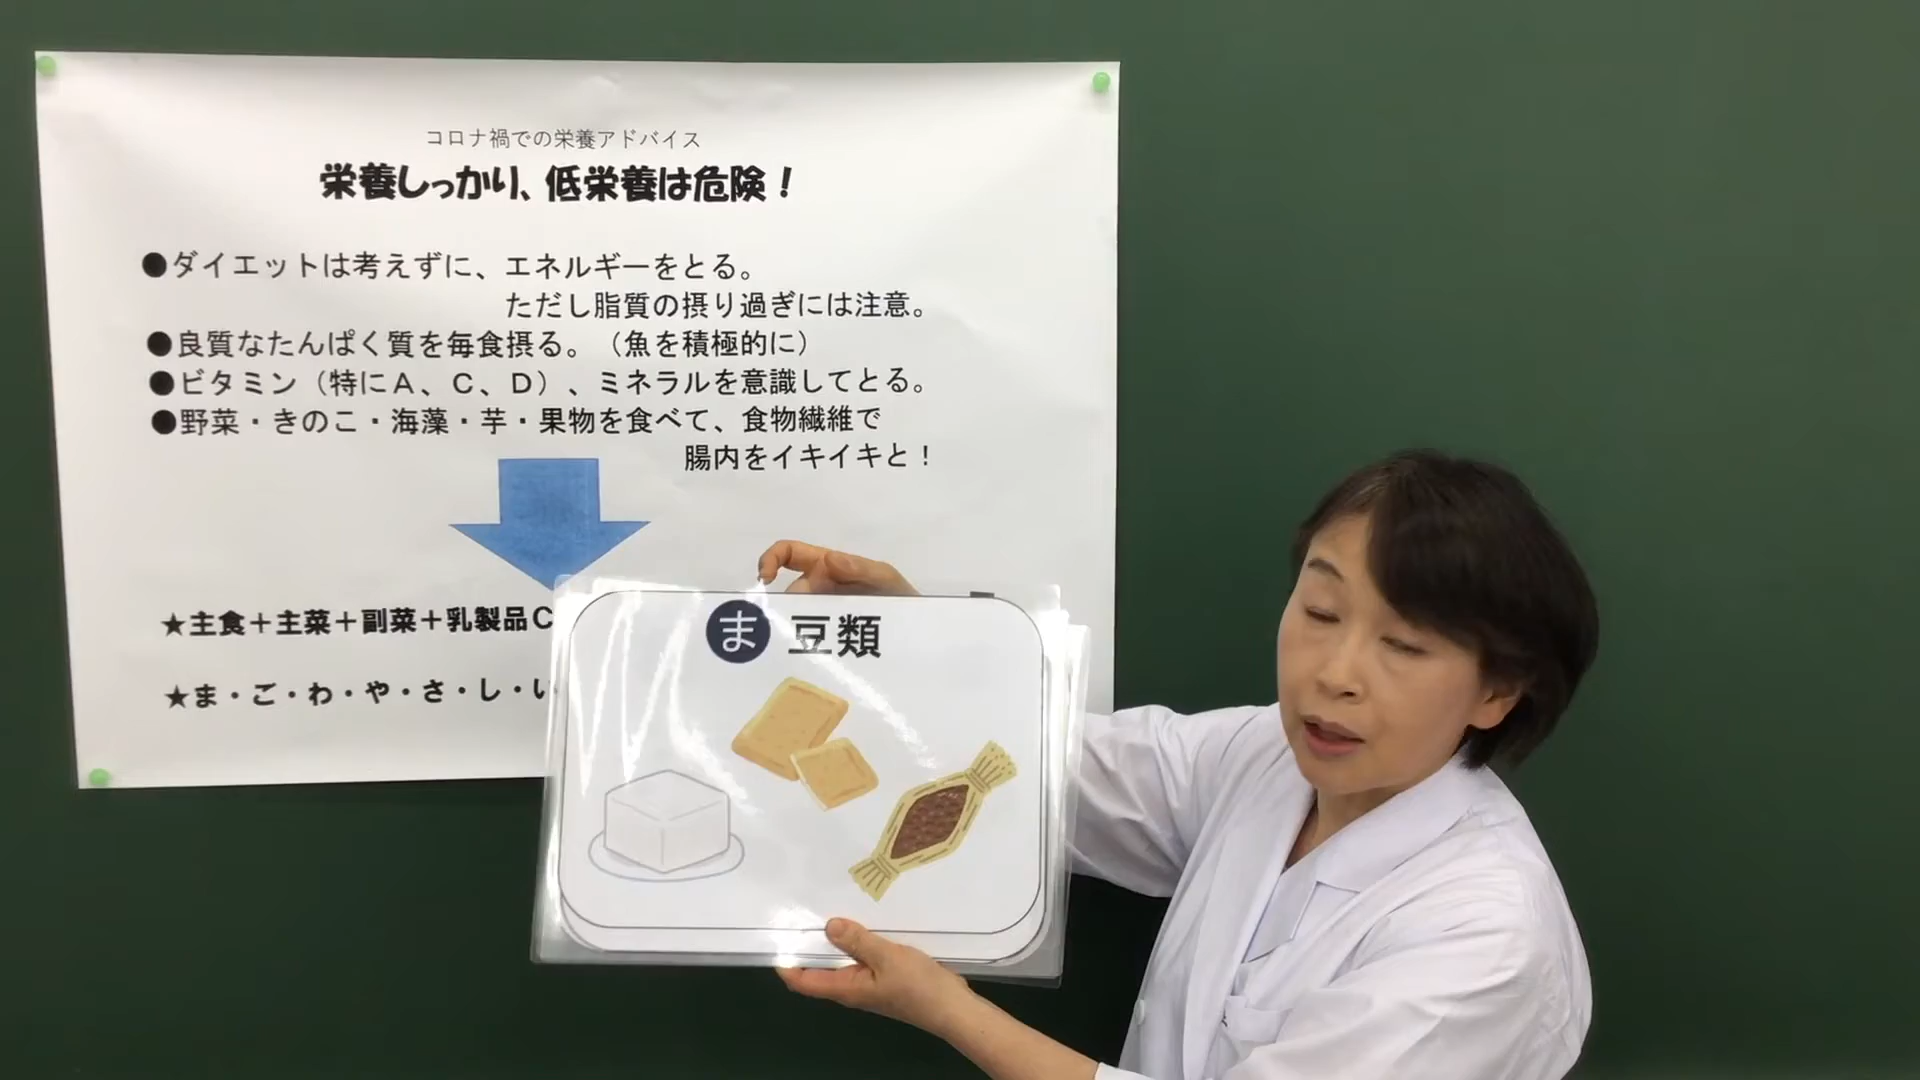 コロナ禍での栄養アドバイス
栄養しっかり、低栄養は危険！
●ダイエットは考えずに、エネルギーをとる。
ただし脂質の摂り過ぎには注意。
●良質なたんぱく質を毎食摂る。（魚を積極的に）
●ビタミン（特にＡ、Ｃ、Ｄ）、ミネラルを意識してとる。
●野菜・きのこ・海藻・芋・果物を食べて、食物繊維で
腸内をイキイキと！
★主食＋主菜＋副菜＋乳製品
★ま・ご・わ・や・さ・し・い
ま 豆類